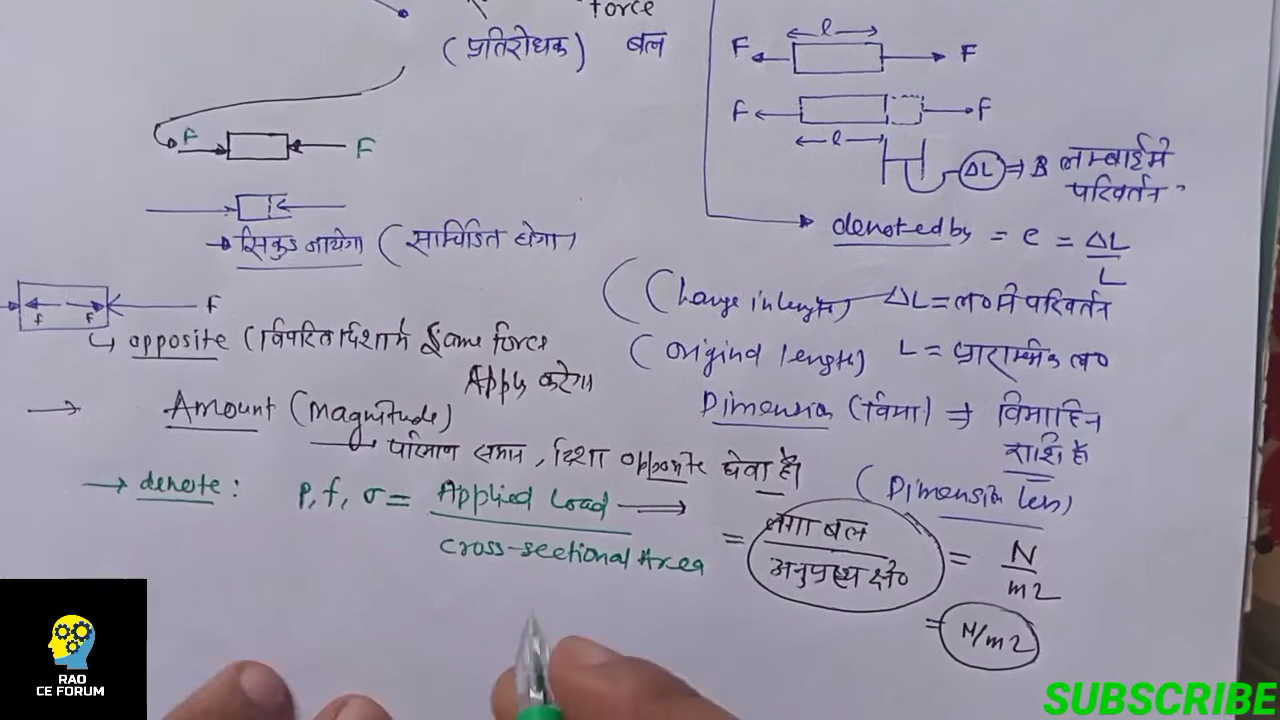 force
(प्रतिरोधक) बल
F F
सिकुड जायेगा (
F
f F
opposite (विपरित दिशा में Same force
Apply करेगा
Amount (Magnitude)
परिमाण समान, दिशा opposite होता है।
denote : P, f, σ = Applied Load
cross-sectional Area
= लगा बल
अनुप्रस्थ क्षे०
= N
m2
= N/m2
l
F F
F F
l
ΔL ⇒ लम्बाई में
परिवर्तन
denoted by = e = ΔL
L
(Change in length) ΔL = ल० में परिवर्तन
(Original length) L = प्रारम्भिक ल०
Dimension (विमा) ⇒ विमाहिन
राशि है
(Dimension less)
RAO
CE FORUM
SUBSCRIBE